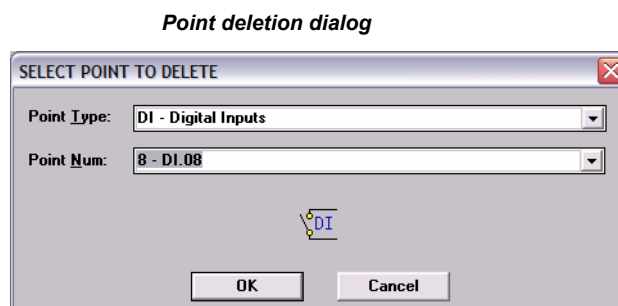 Point deletion dialog
SELECT POINT TO DELETE
Point Type: DI - Digital Inputs
Point Num: 8 - DI.08
DI
OK Cancel